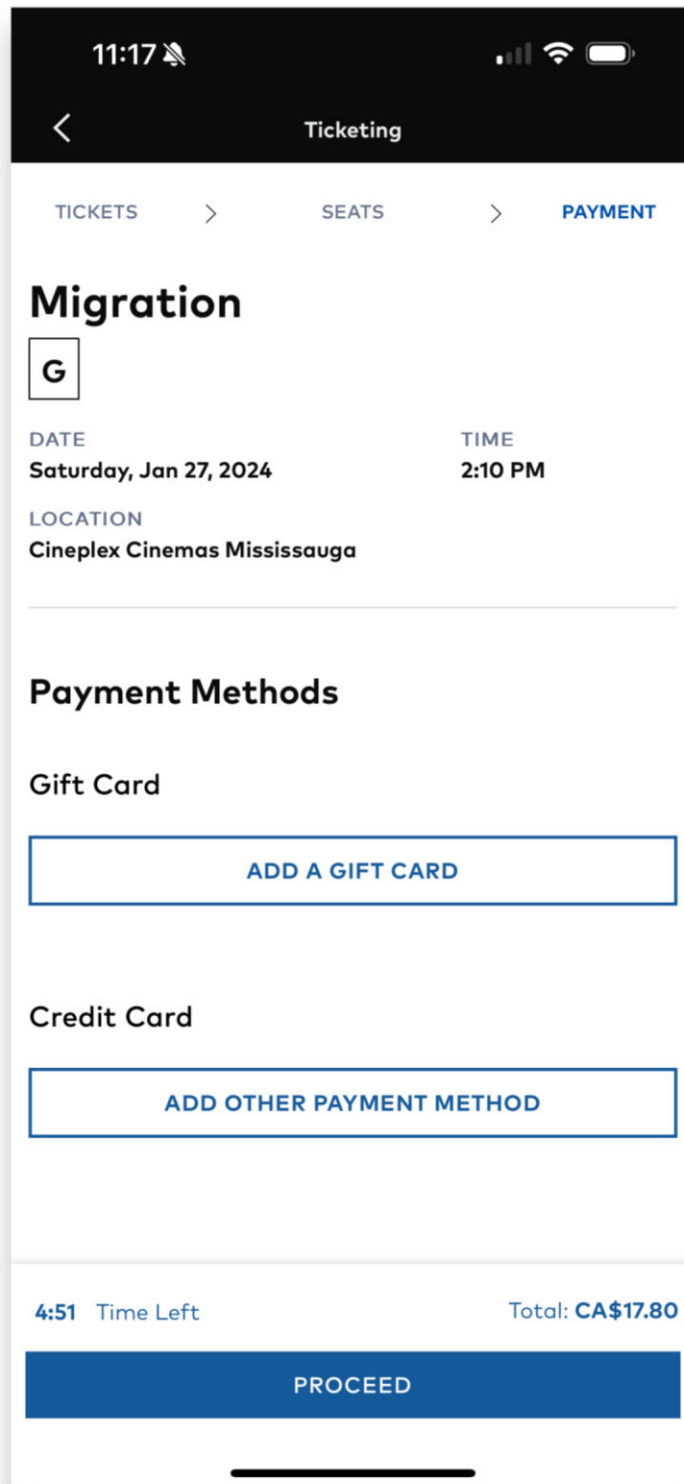 11:17
Ticketing
TICKETS > SEATS > PAYMENT
Migration
G
DATE TIME
Saturday, Jan 27, 2024 2:10 PM
LOCATION
Cineplex Cinemas Mississauga
Payment Methods
Gift Card
ADD A GIFT CARD
Credit Card
ADD OTHER PAYMENT METHOD
4:51 Time Left Total: CA$17.80
PROCEED